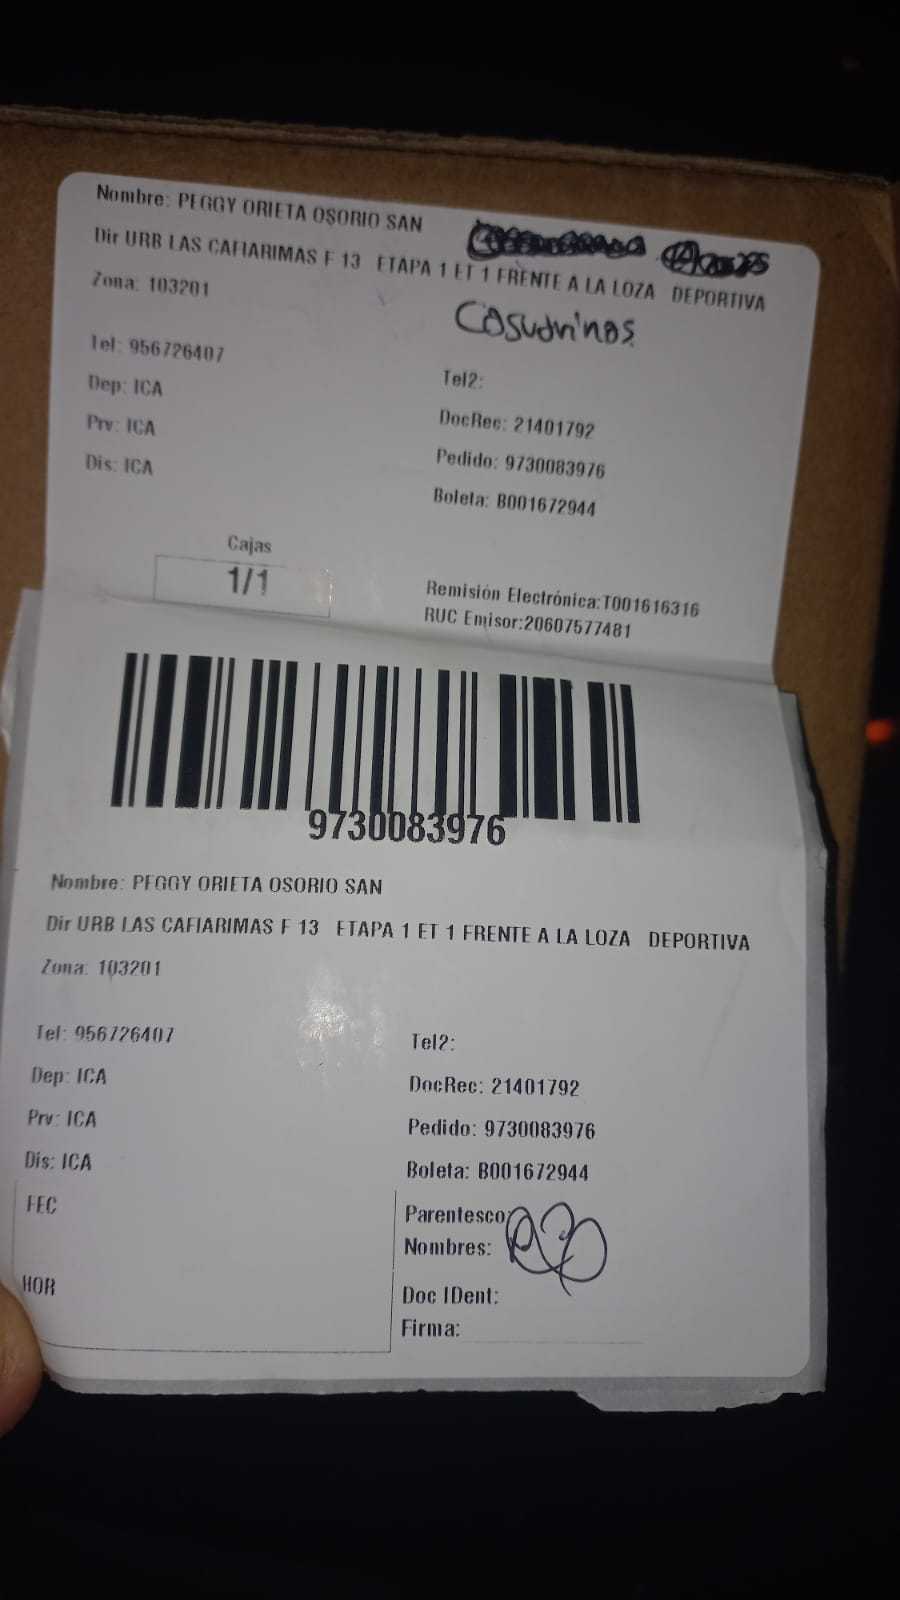 Nombre: PEGGY ORIETA OSORIO SAN
Dir URB LAS CAFIARIMAS F 13 ETAPA 1 ET 1 FRENTE A LA LOZA DEPORTIVA
Zona: 103201
Casuarinas
Tel: 956726407
Tel2:
Dep: ICA
DocRec: 21401792
Prv: ICA
Pedido: 9730083976
Dis: ICA
Boleta: B001672944
Cajas
1/1
Remisión Electrónica:T001616316
RUC Emisor:20607577481
9730083976
Nombre: PEGGY ORIETA OSORIO SAN
Dir URB LAS CAFIARIMAS F 13 ETAPA 1 ET 1 FRENTE A LA LOZA DEPORTIVA
Zona: 103201
Tel: 956726407
Tel2:
Dep: ICA
DocRec: 21401792
Prv: ICA
Pedido: 9730083976
Dis: ICA
Boleta: B001672944
FEC
Parentesco:
Nombres:
HOR
Doc IDent:
Firma: